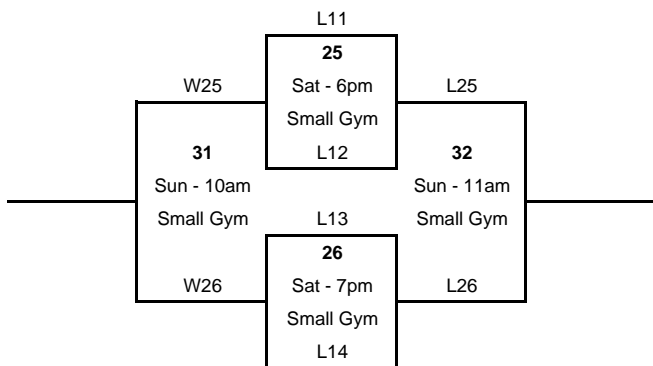 L11
25
W25 Sat - 6pm L25
Small Gym
31 L12 32
Sun - 10am Sun - 11am
Small Gym L13 Small Gym
26
W26 Sat - 7pm L26
Small Gym
L14